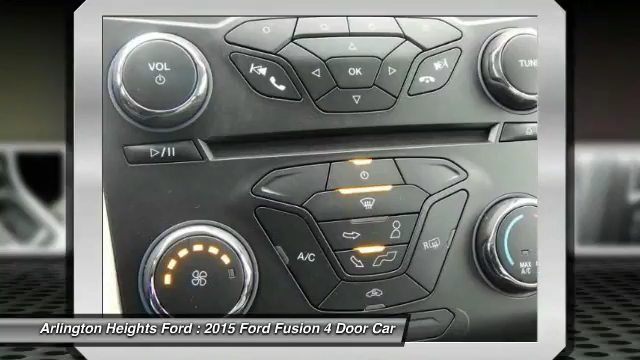 VOL
OK
TUNE
A/C
R
MAX
A/C
Arlington Heights Ford : 2015 Ford Fusion 4 Door Car